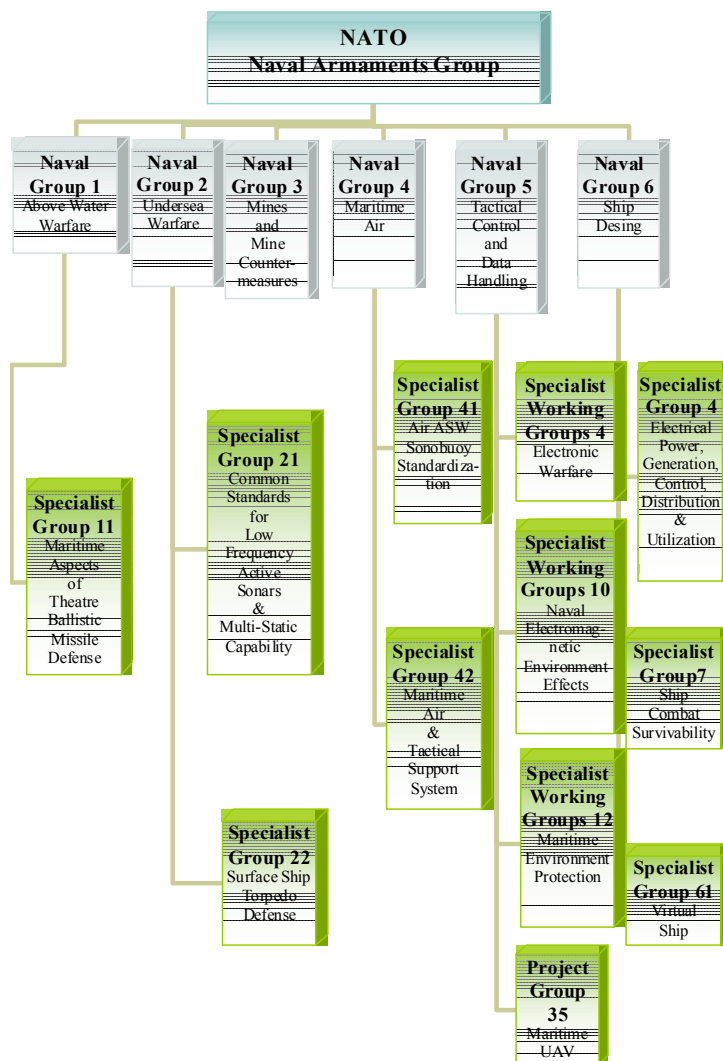 NATO
Naval Armaments Group
Naval
Group 1
Above Water
Warfare
Naval
Group 2
Undersea
Warfare
Naval
Group 3
Mines
and
Mine
Counter-
measures
Naval
Group 4
Maritime
Air
Naval
Group 5
Tactical
Control
and
Data
Handling
Naval
Group 6
Ship
Desing
Specialist
Group 11
Maritime
Aspects
of
Theatre
Ballistic
Missile
Defense
Specialist
Group 21
Common
Standards
for
Low
Frequency
Active
Sonars
&
Multi-Static
Capability
Specialist
Group 22
Surface Ship
Torpedo
Defense
Specialist
Group 41
Air ASW
Sonobuoy
Standardiza-
tion
Specialist
Group 42
Maritime
Air
&
Tactical
Support
System
Specialist
Working
Groups 4
Electronic
Warfare
Specialist
Working
Groups 10
Naval
Electromag-
netic
Environment
Effects
Specialist
Working
Groups 12
Maritime
Environment
Protection
Project
Group
35
Maritime
UAV
Specialist
Group 4
Electrical
Power,
Generation,
Control,
Distribution
&
Utilization
Specialist
Group7
Ship
Combat
Survivability
Specialist
Group 61
Virtual
Ship